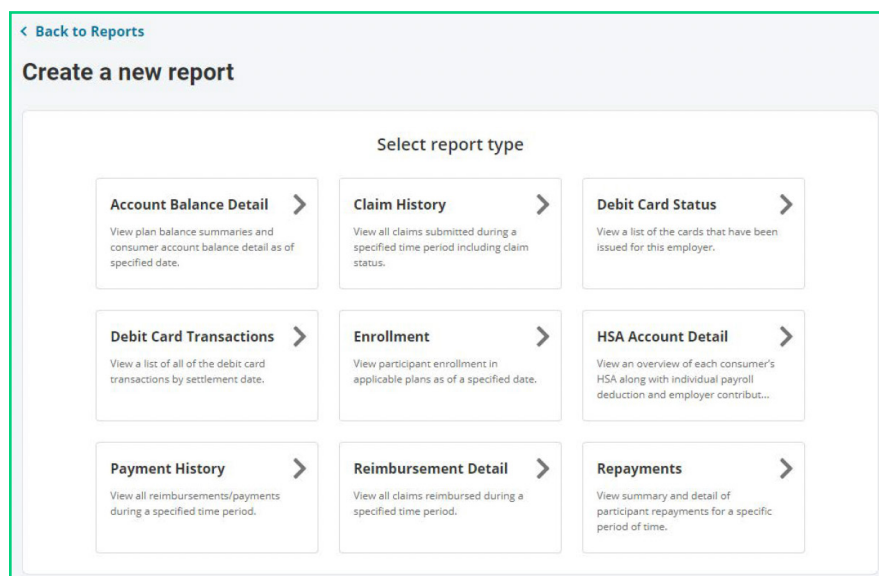 Back to Reports
Create a new report
Select report type
Account Balance Detail
View plan balance summaries and
consumer account balance detail as of
specified date.
Claim History
View all claims submitted during a
specified time period including claim
status.
Debit Card Status
View a list of the cards that have been
issued for this employer.
Debit Card Transactions
View a list of all of the debit card
transactions by settlement date.
Enrollment
View participant enrollment in
applicable plans as of a specified date.
HSA Account Detail
View an overview of each consumer's
HSA along with individual payroll
deduction and employer contribut...
Payment History
View all reimbursements/payments
during a specified time period.
Reimbursement Detail
View all claims reimbursed during a
specified time period.
Repayments
View summary and detail of
participant repayments for a specific
period of time.